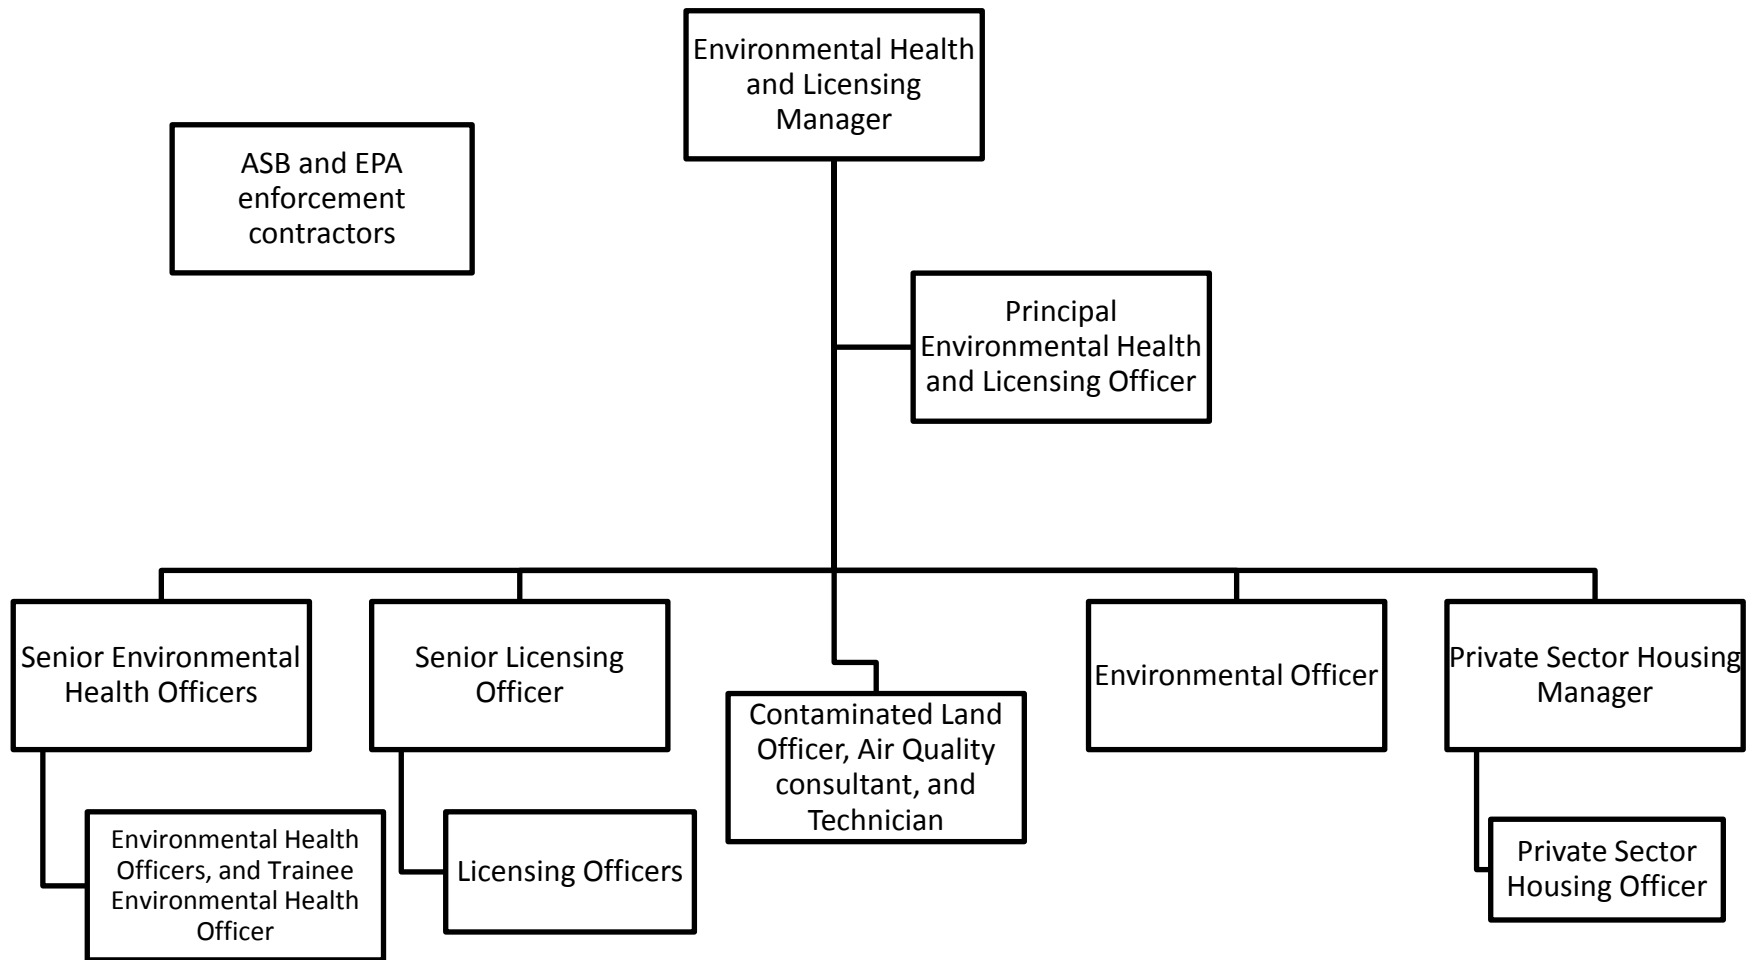 Environmental Health
and Licensing
Manager
ASB and EPA
enforcement
contractors
Principal
Environmental Health
and Licensing Officer
Senior Environmental
Health Officers
Senior Licensing
Officer
Contaminated Land
Officer, Air Quality
consultant, and
Technician
Environmental Officer
Private Sector Housing
Manager
Environmental Health
Officers, and Trainee
Environmental Health
Officer
Licensing Officers
Private Sector
Housing Officer